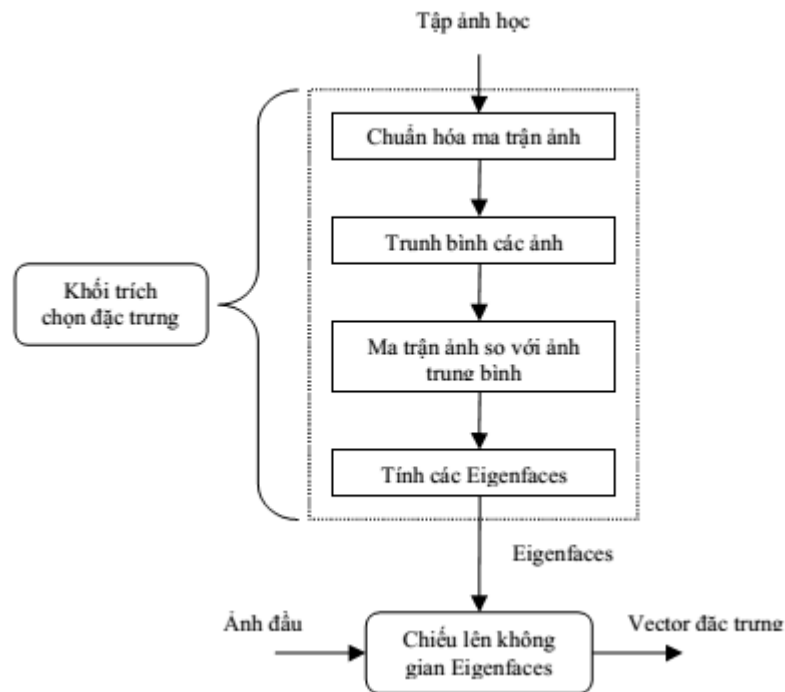 Tập ảnh học
Chuẩn hóa ma trận ảnh
Trunh bình các ảnh
Khối trích
chọn đặc trưng
Ma trận ảnh so với ảnh
trung bình
Tính các Eigenfaces
Eigenfaces
Ảnh đầu
Chiếu lên không
gian Eigenfaces
Vector đặc trưng